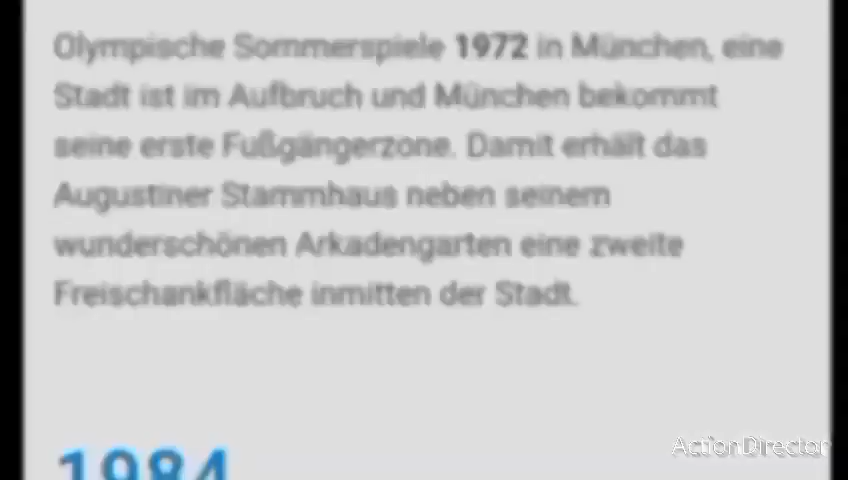 Olympische Sommerspiele 1972 in München, eine
Stadt ist im Aufbruch und München bekommt
seine erste Fußgängerzone. Damit erhält das
Augustiner Stammhaus neben seinem
wunderschönen Arkadengarten eine zweite
Freischankfläche inmitten der Stadt.
1984
ActionDirector